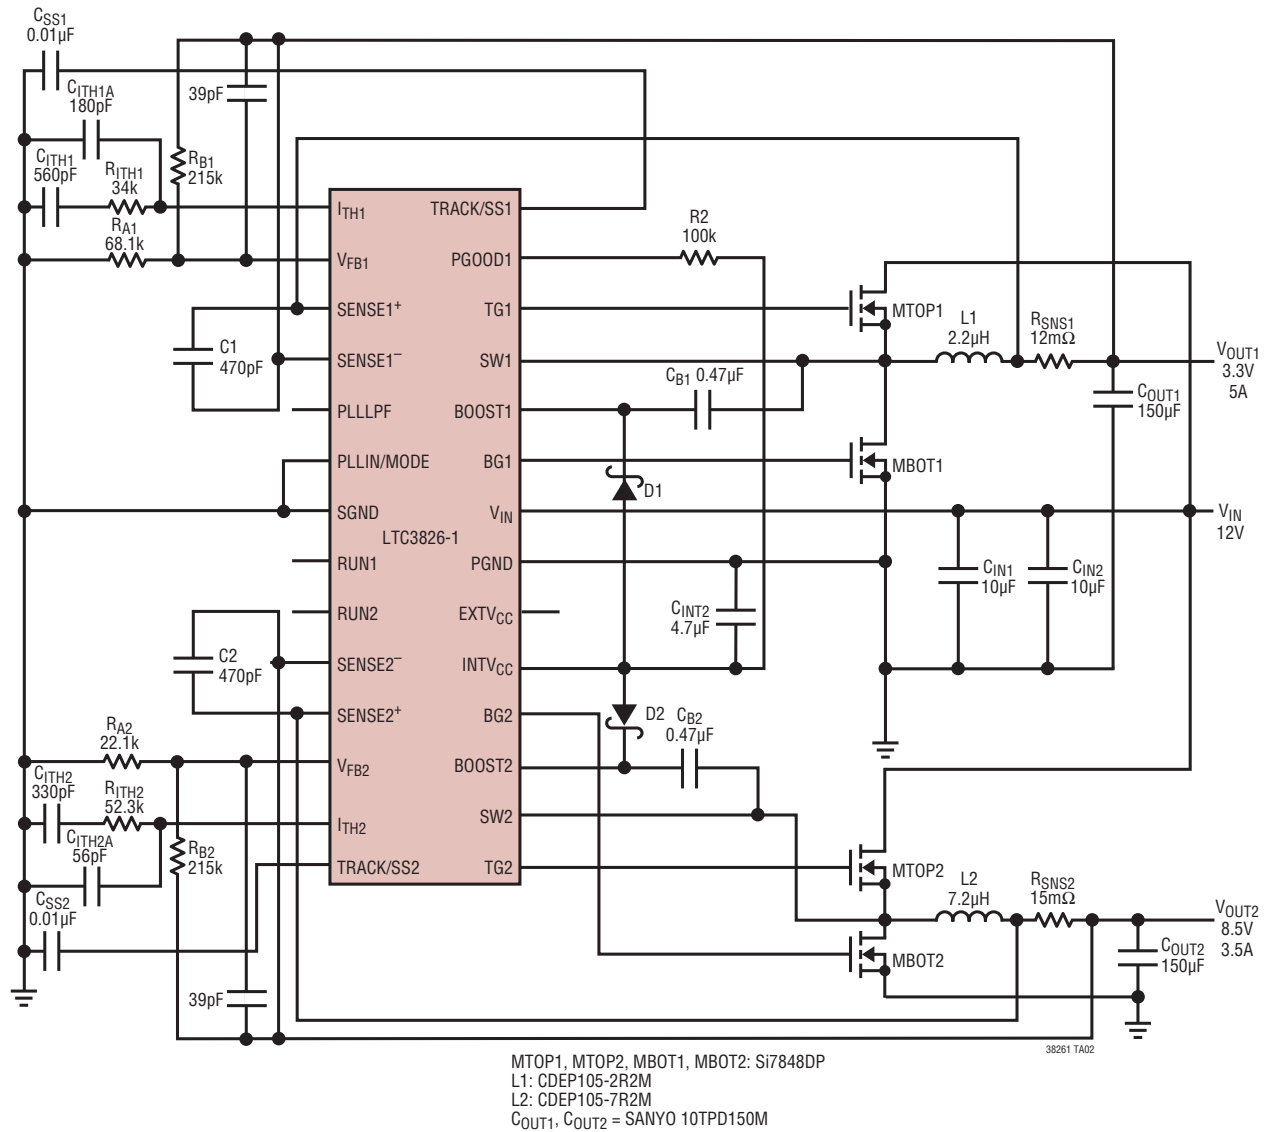 CSS1
0.01µF
CITH1A
180pF
39pF
CITH1
560pF
RITH1
34k
RB1
215k
RA1
68.1k
C1
470pF
C2
470pF
RA2
22.1k
CITH2
330pF
RITH2
52.3k
CITH2A
56pF
RB2
215k
CSS2
0.01µF
39pF
ITH1
VFB1
SENSE1+
SENSE1–
PLLLPF
PLLIN/MODE
SGND
LTC3826-1
RUN1
RUN2
SENSE2–
SENSE2+
VFB2
ITH2
TRACK/SS2
TRACK/SS1
PGOOD1
TG1
SW1
BOOST1
BG1
VIN
PGND
EXTVCC
INTVCC
BG2
BOOST2
SW2
TG2
R2
100k
MTOP1
L1
2.2µH
RSNS1
12mΩ
VOUT1
3.3V
5A
CB1 0.47µF
COUT1
150µF
MBOT1
D1
VIN
12V
CIN1
10µF
CIN2
10µF
CINT2
4.7µF
D2
CB2
0.47µF
MTOP2
L2
7.2µH
RSNS2
15mΩ
VOUT2
8.5V
3.5A
MBOT2
COUT2
150µF
38261 TA02
MTOP1, MTOP2, MBOT1, MBOT2: Si7848DP
L1: CDEP105-2R2M
L2: CDEP105-7R2M
COUT1, COUT2 = SANYO 10TPD150M